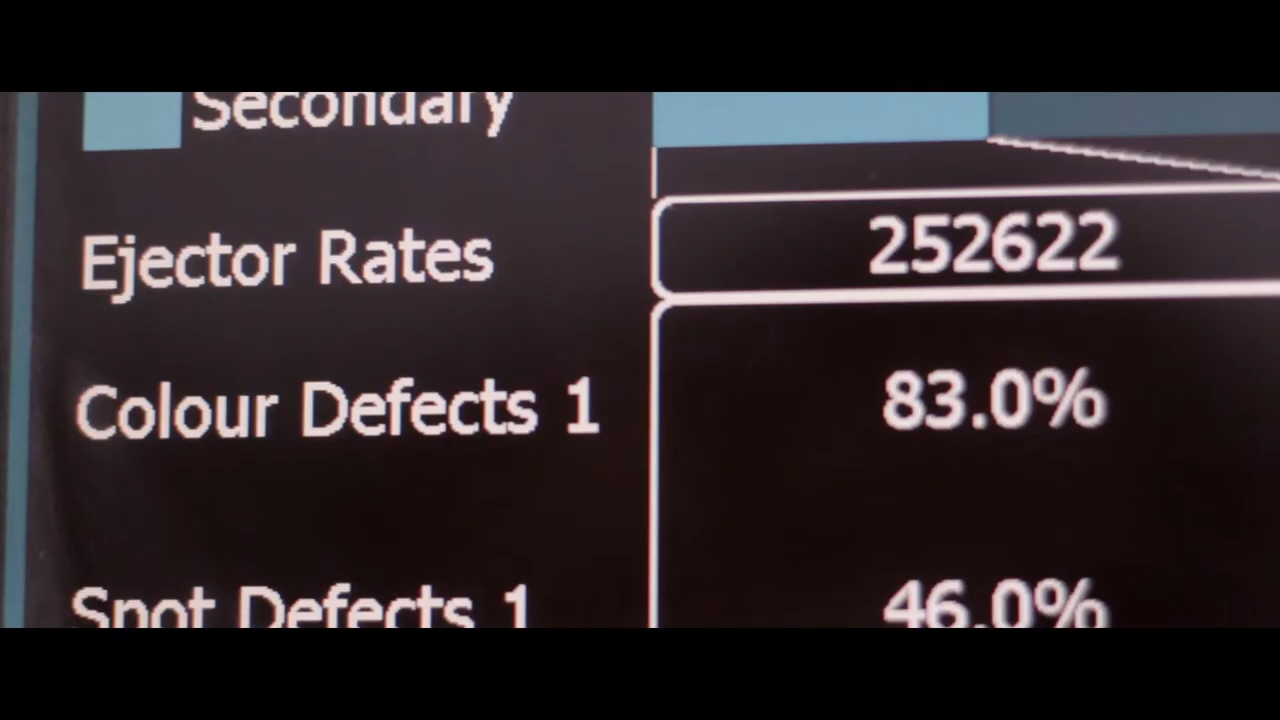 Secondary
Ejector Rates 252622
Colour Defects 1 83.0%
Spot Defects 1 46.0%